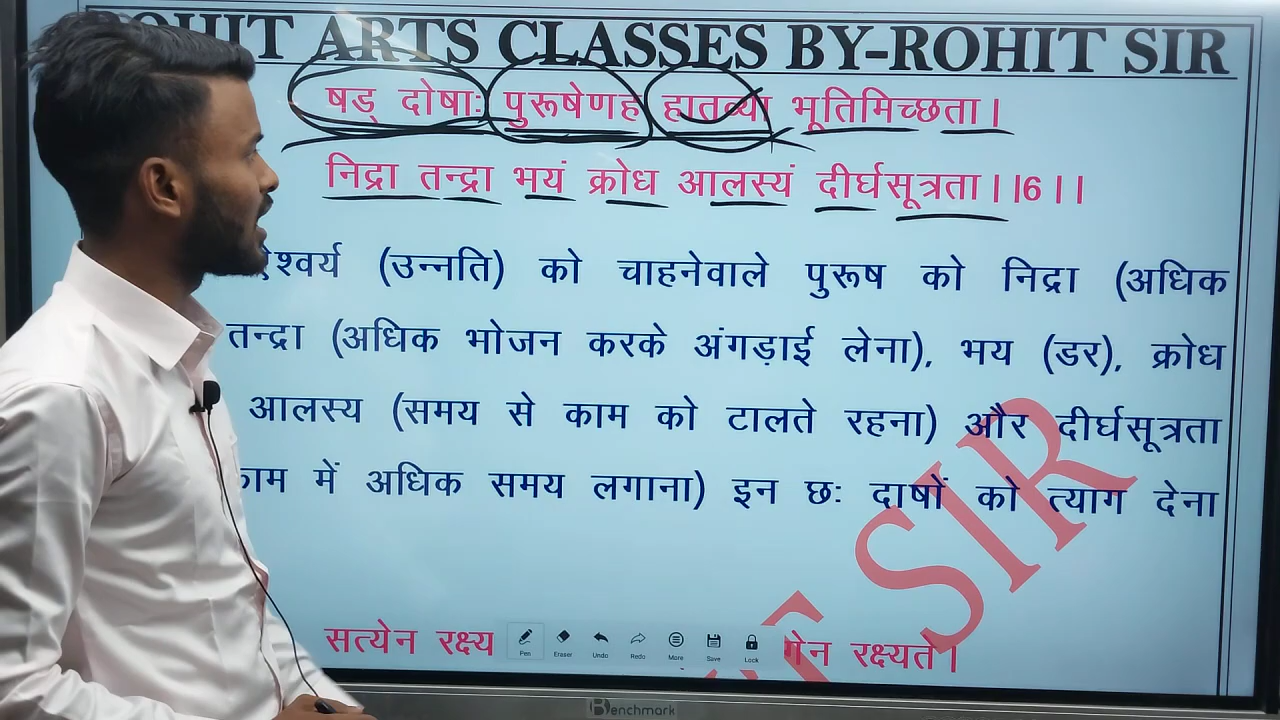 ROHIT ARTS CLASSES BY-ROHIT SIR
षड् दोषाः पुरूषेणह हातव्या भूतिमिच्छता।
निद्रा तन्द्रा भयं क्रोध आलस्यं दीर्घसूत्रता।।6।।
ऐश्वर्य (उन्नति) को चाहनेवाले पुरूष को निद्रा (अधिक
तन्द्रा (अधिक भोजन करके अंगड़ाई लेना), भय (डर), क्रोध
आलस्य (समय से काम को टालते रहना) और दीर्घसूत्रता
काम में अधिक समय लगाना) इन छः दाषों को त्याग देना
SIR
सत्येन रक्ष्य गेन रक्ष्यते।
Pen Eraser Undo Redo More Save Lock
Benchmark